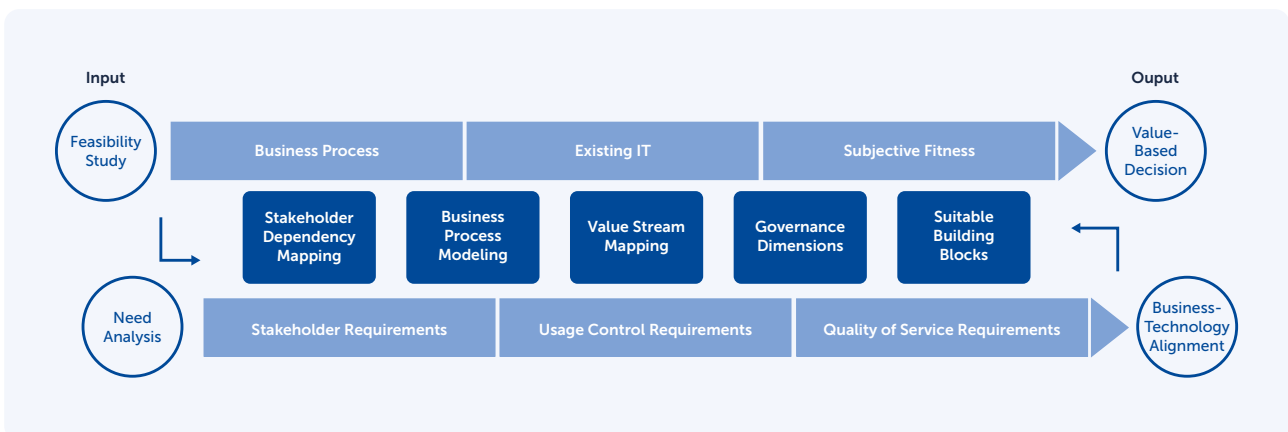 Input
Ouput
Feasibility
Study
Business Process
Existing IT
Subjective Fitness
Value-
Based
Decision
Stakeholder
Dependency
Mapping
Business
Process
Modeling
Value Stream
Mapping
Governance
Dimensions
Suitable
Building
Blocks
Need
Analysis
Stakeholder Requirements
Usage Control Requirements
Quality of Service Requirements
Business-
Technology
Alignment